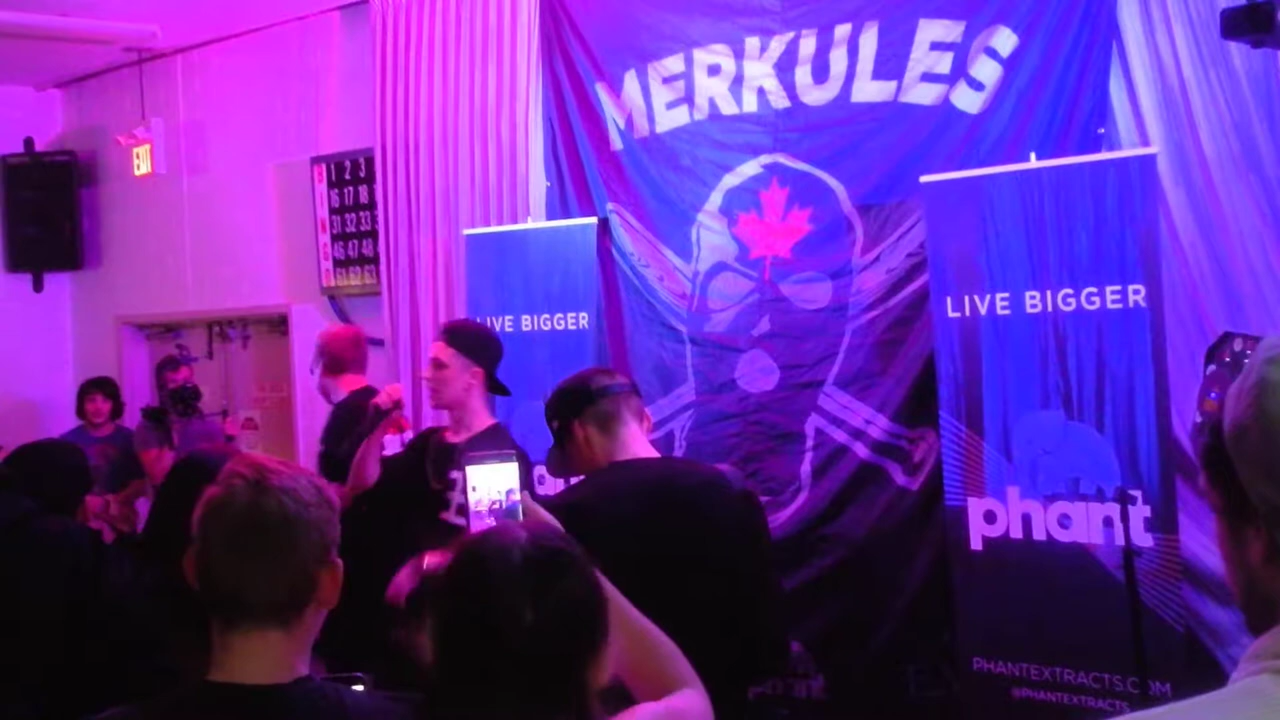 MERKULES
EXIT
B 1 2 3
I 16 17 18
N 31 32 33
G 46 47 48
O 61 62 63
LIVE BIGGER
LIVE BIGGER
phant
PHANTEXTRACTS.COM
@PHANTEXTRACTS